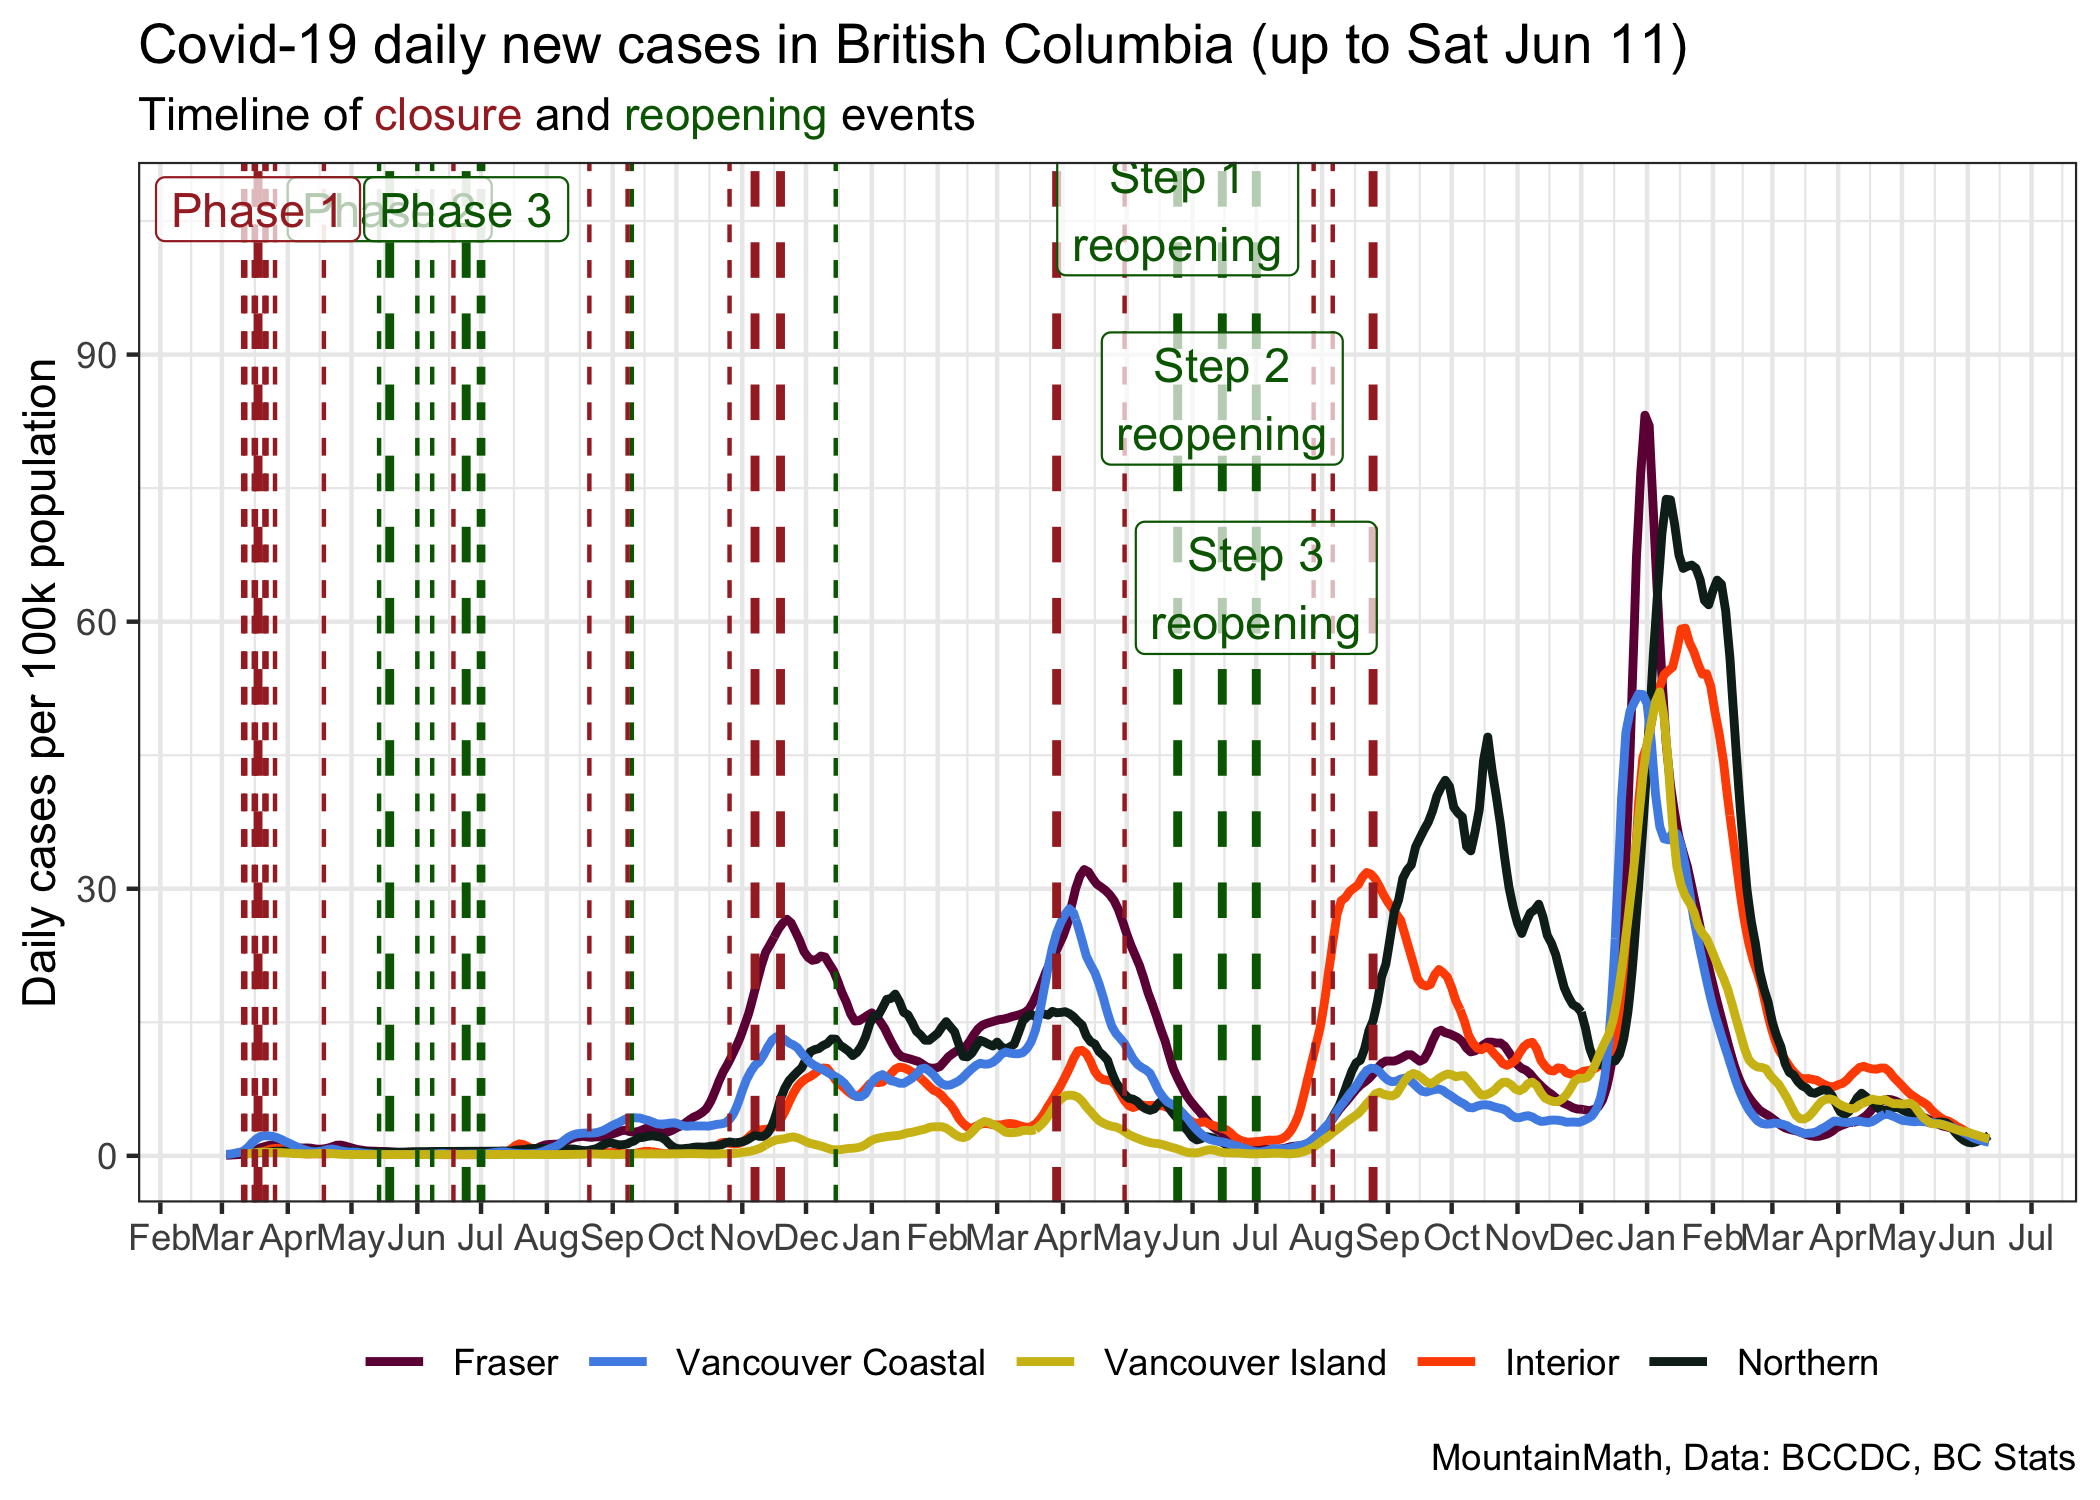 Covid-19 daily new cases in British Columbia (up to Sat Jun 11)
Timeline of closure and reopening events
Phase 1 Phase 2 Phase 3
Step 1
reopening
Step 2
reopening
Step 3
reopening
Daily cases per 100k population
90
60
30
0
Feb Mar Apr May Jun Jul Aug Sep Oct Nov Dec Jan Feb Mar Apr May Jun Jul Aug Sep Oct Nov Dec Jan Feb Mar Apr May Jun Jul
Fraser Vancouver Coastal Vancouver Island Interior Northern
MountainMath, Data: BCCDC, BC Stats